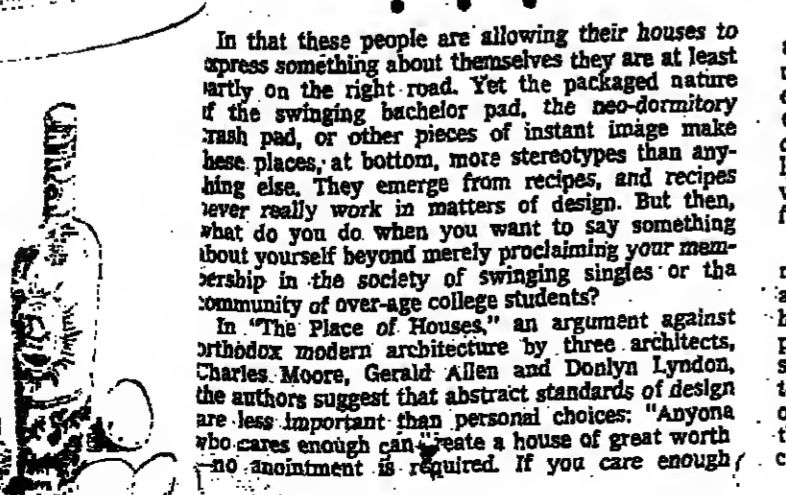 In that these people are allowing their houses to
express something about themselves they are at least
partly on the right road. Yet the packaged nature
of the swinging bachelor pad, the neo-dormitory
crash pad, or other pieces of instant image make
these places, at bottom, more stereotypes than any-
thing else. They emerge from recipes, and recipes
never really work in matters of design. But then,
what do you do when you want to say something
about yourself beyond merely proclaiming your mem-
bership in the society of swinging singles or tha
community of over-age college students?
In "The Place of Houses," an argument against
orthodox modern architecture by three architects,
Charles Moore, Gerald Allen and Donlyn Lyndon,
the authors suggest that abstract standards of design
are less important than personal choices: "Anyona
who cares enough can create a house of great worth
—no anointment is required. If you care enough